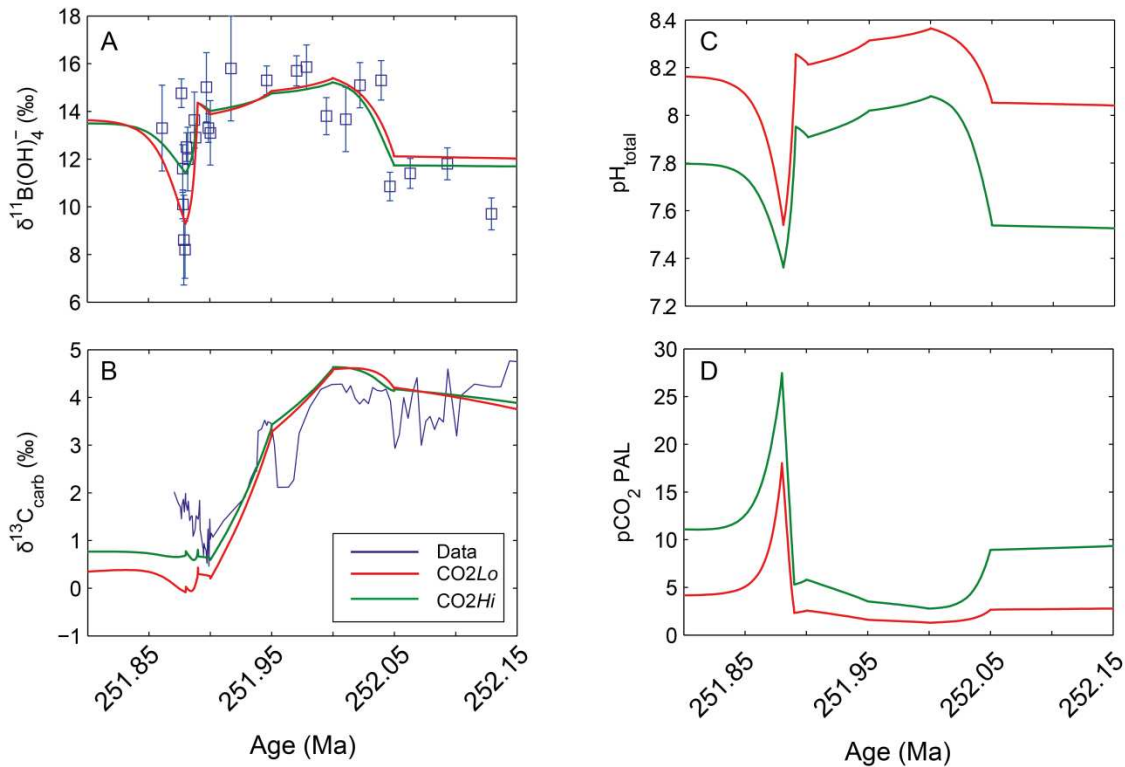 A
δ¹¹B(OH)₄⁻ (‰)
18
16
14
12
10
8
6
B
δ¹³C_carb (‰)
5
4
3
2
1
0
−1
Data
CO2Lo
CO2Hi
251.85
251.95
252.05
252.15
Age (Ma)
C
pH_total
8.4
8.2
8
7.8
7.6
7.4
7.2
D
pCO₂ PAL
30
25
20
15
10
5
0
251.85
251.95
252.05
252.15
Age (Ma)